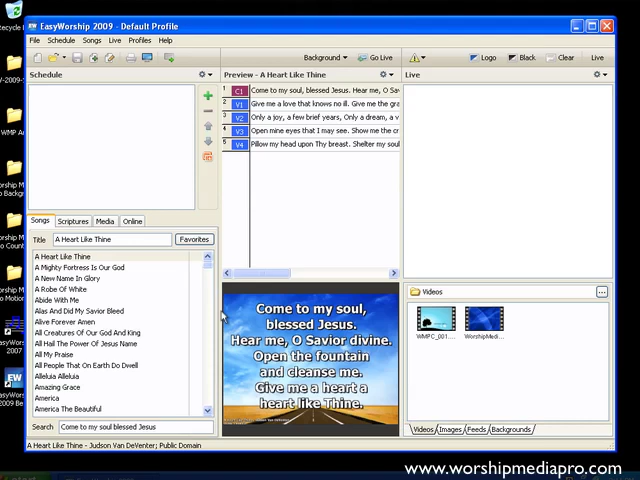 Recycle
EasyWorship 2009 - Default Profile
File Schedule Songs Live Profiles Help
Background Go Live Logo Black Clear Live
Schedule
Preview - A Heart Like Thine
Live
1 C1 Come to my soul, blessed Jesus. Hear me, O Sav
2 V1 Give me a love that knows no ill. Give me the gra
3 V2 Only a joy, a few brief years, Only a dream, a v
4 V3 Open mine eyes that I may see. Show me the cr
5 V4 Pillow my head upon Thy breast. Shelter my soul
Songs Scriptures Media Online
Title A Heart Like Thine Favorites
A Heart Like Thine
A Mighty Fortress Is Our God
A New Name In Glory
A Robe Of White
Abide With Me
Alas And Did My Savior Bleed
Alive Forever Amen
All Creatures Of Our God And King
All Hail The Power Of Jesus Name
All My Praise
All People That On Earth Do Dwell
Alleluia Alleluia
Amazing Grace
America
America The Beautiful
Search Come to my soul blessed Jesus
A Heart Like Thine - Judson Van DeVenter; Public Domain
Come to my soul,
blessed Jesus.
Hear me, O Savior divine.
Open the fountain
and cleanse me.
Give me a heart a
heart like Thine.
Videos
WMPC_001....
WorshipMedi...
Videos Images Feeds Backgrounds
www.worshipmediapro.com